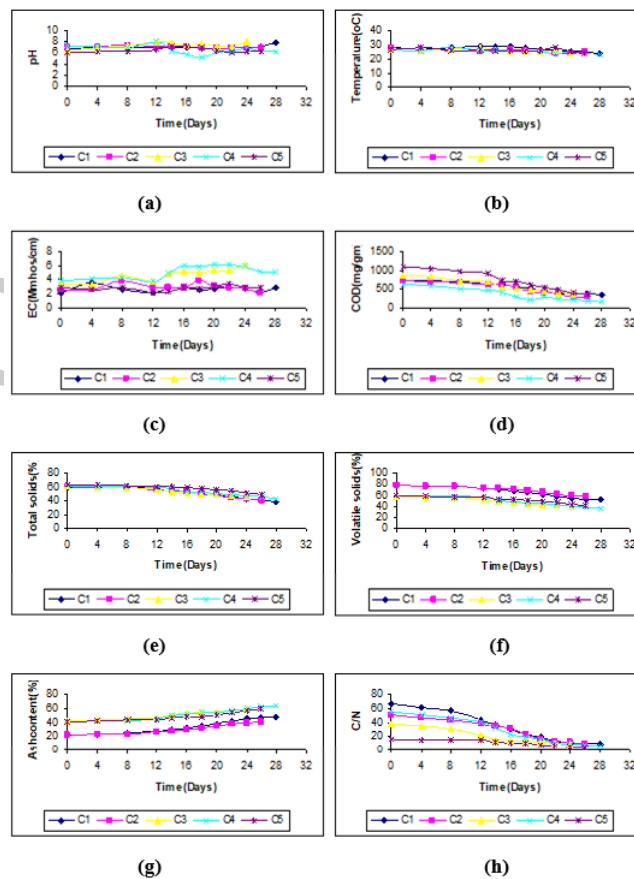 pH
10
8
6
4
2
0
0 4 8 12 16 20 24 28 32
Time(Days)
C1 C2 C3 C4 C5
(a)
Temperature(oC)
40
30
20
10
0
0 4 8 12 16 20 24 28 32
Time(Days)
C1 C2 C3 C4 C5
(b)
EC(Mmhos/cm)
8
6
4
2
0
0 4 8 12 16 20 24 28 32
Time(Days)
C1 C2 C3 C4 C5
(c)
COD(mg/gm
1500
1000
500
0
0 4 8 12 16 20 24 28 32
Time(Days)
C1 C2 C3 C4 C5
(d)
Total solids(%
80
60
40
20
0
0 4 8 12 16 20 24 28 32
Time(Days)
C1 C2 C3 C4 C5
(e)
Volatile solids(%
100
80
60
40
20
0
0 4 8 12 16 20 24 28 32
Time(Days)
C1 C2 C3 C4 C5
(f)
Ashcontent(%)
80
60
40
20
0
0 4 8 12 16 20 24 28 32
Time(Days)
C1 C2 C3 C4 C5
(g)
C/N
80
60
40
20
0
0 4 8 12 16 20 24 28 32
Time(Days)
C1 C2 C3 C4 C5
(h)